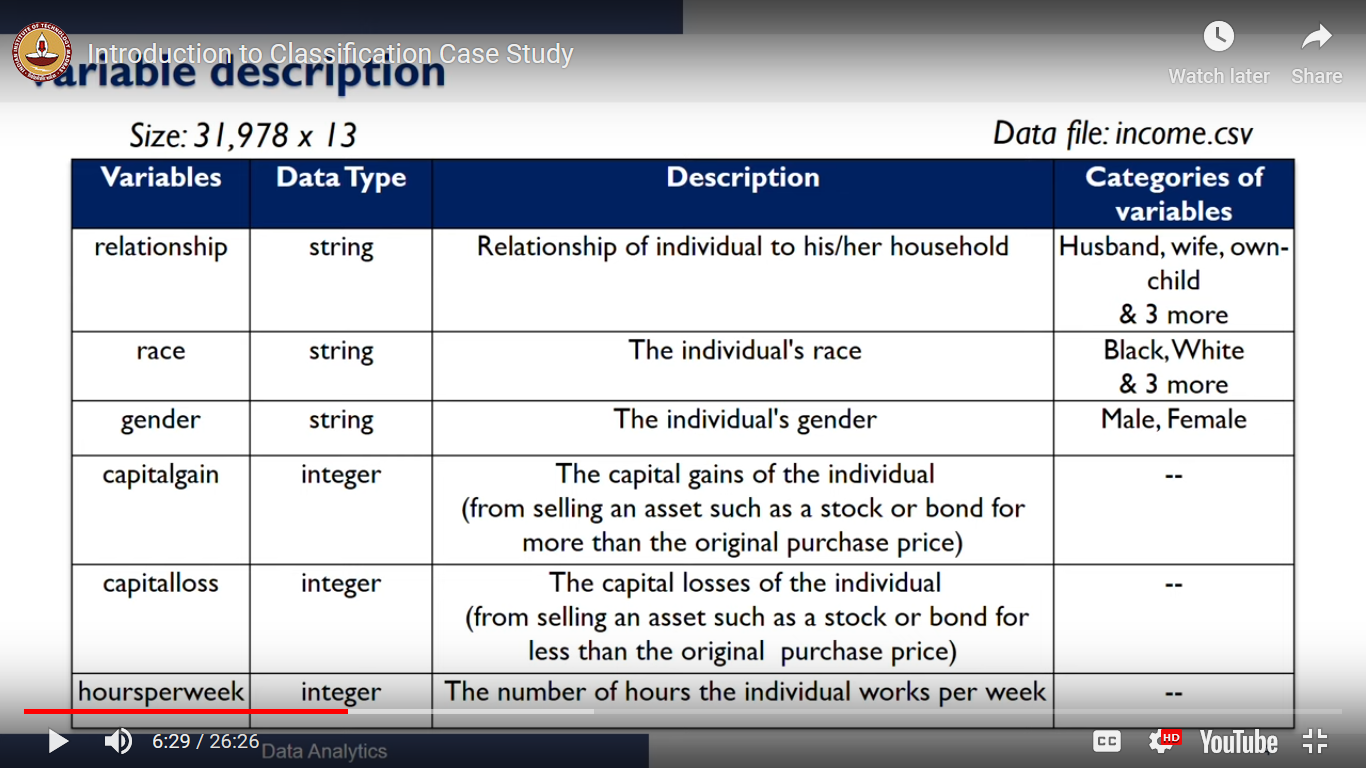 Introduction to Classification Case Study
Watch later
Share
Variable description
Size: 31,978 x 13
Data file: income.csv
Variables
Data Type
Description
Categories of
variables
relationship
string
Relationship of individual to his/her household
Husband, wife, own-
child
& 3 more
race
string
The individual's race
Black, White
& 3 more
gender
string
The individual's gender
Male, Female
capitalgain
integer
The capital gains of the individual
(from selling an asset such as a stock or bond for
more than the original purchase price)
--
capitalloss
integer
The capital losses of the individual
(from selling an asset such as a stock or bond for
less than the original purchase price)
--
hoursperweek
integer
The number of hours the individual works per week
--
6:29 / 26:26
Data Analytics
CC
HD
YouTube